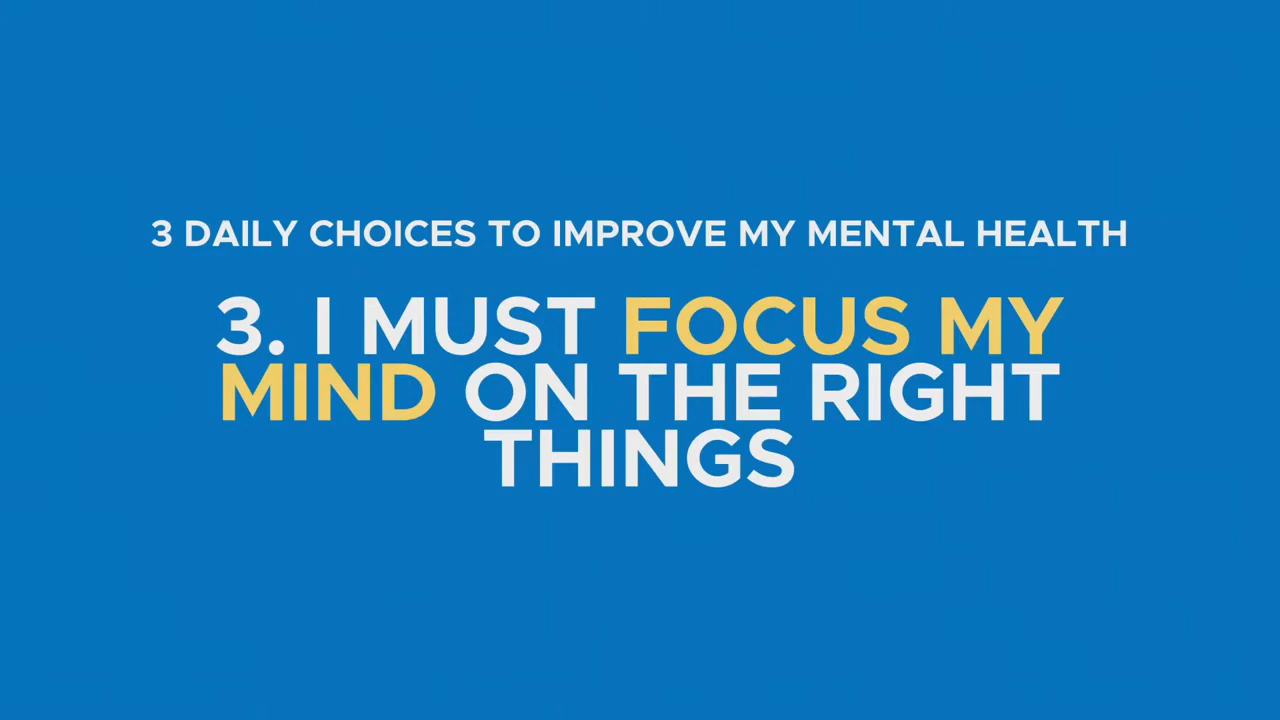 3 DAILY CHOICES TO IMPROVE MY MENTAL HEALTH
3. I MUST FOCUS MY
MIND ON THE RIGHT
THINGS